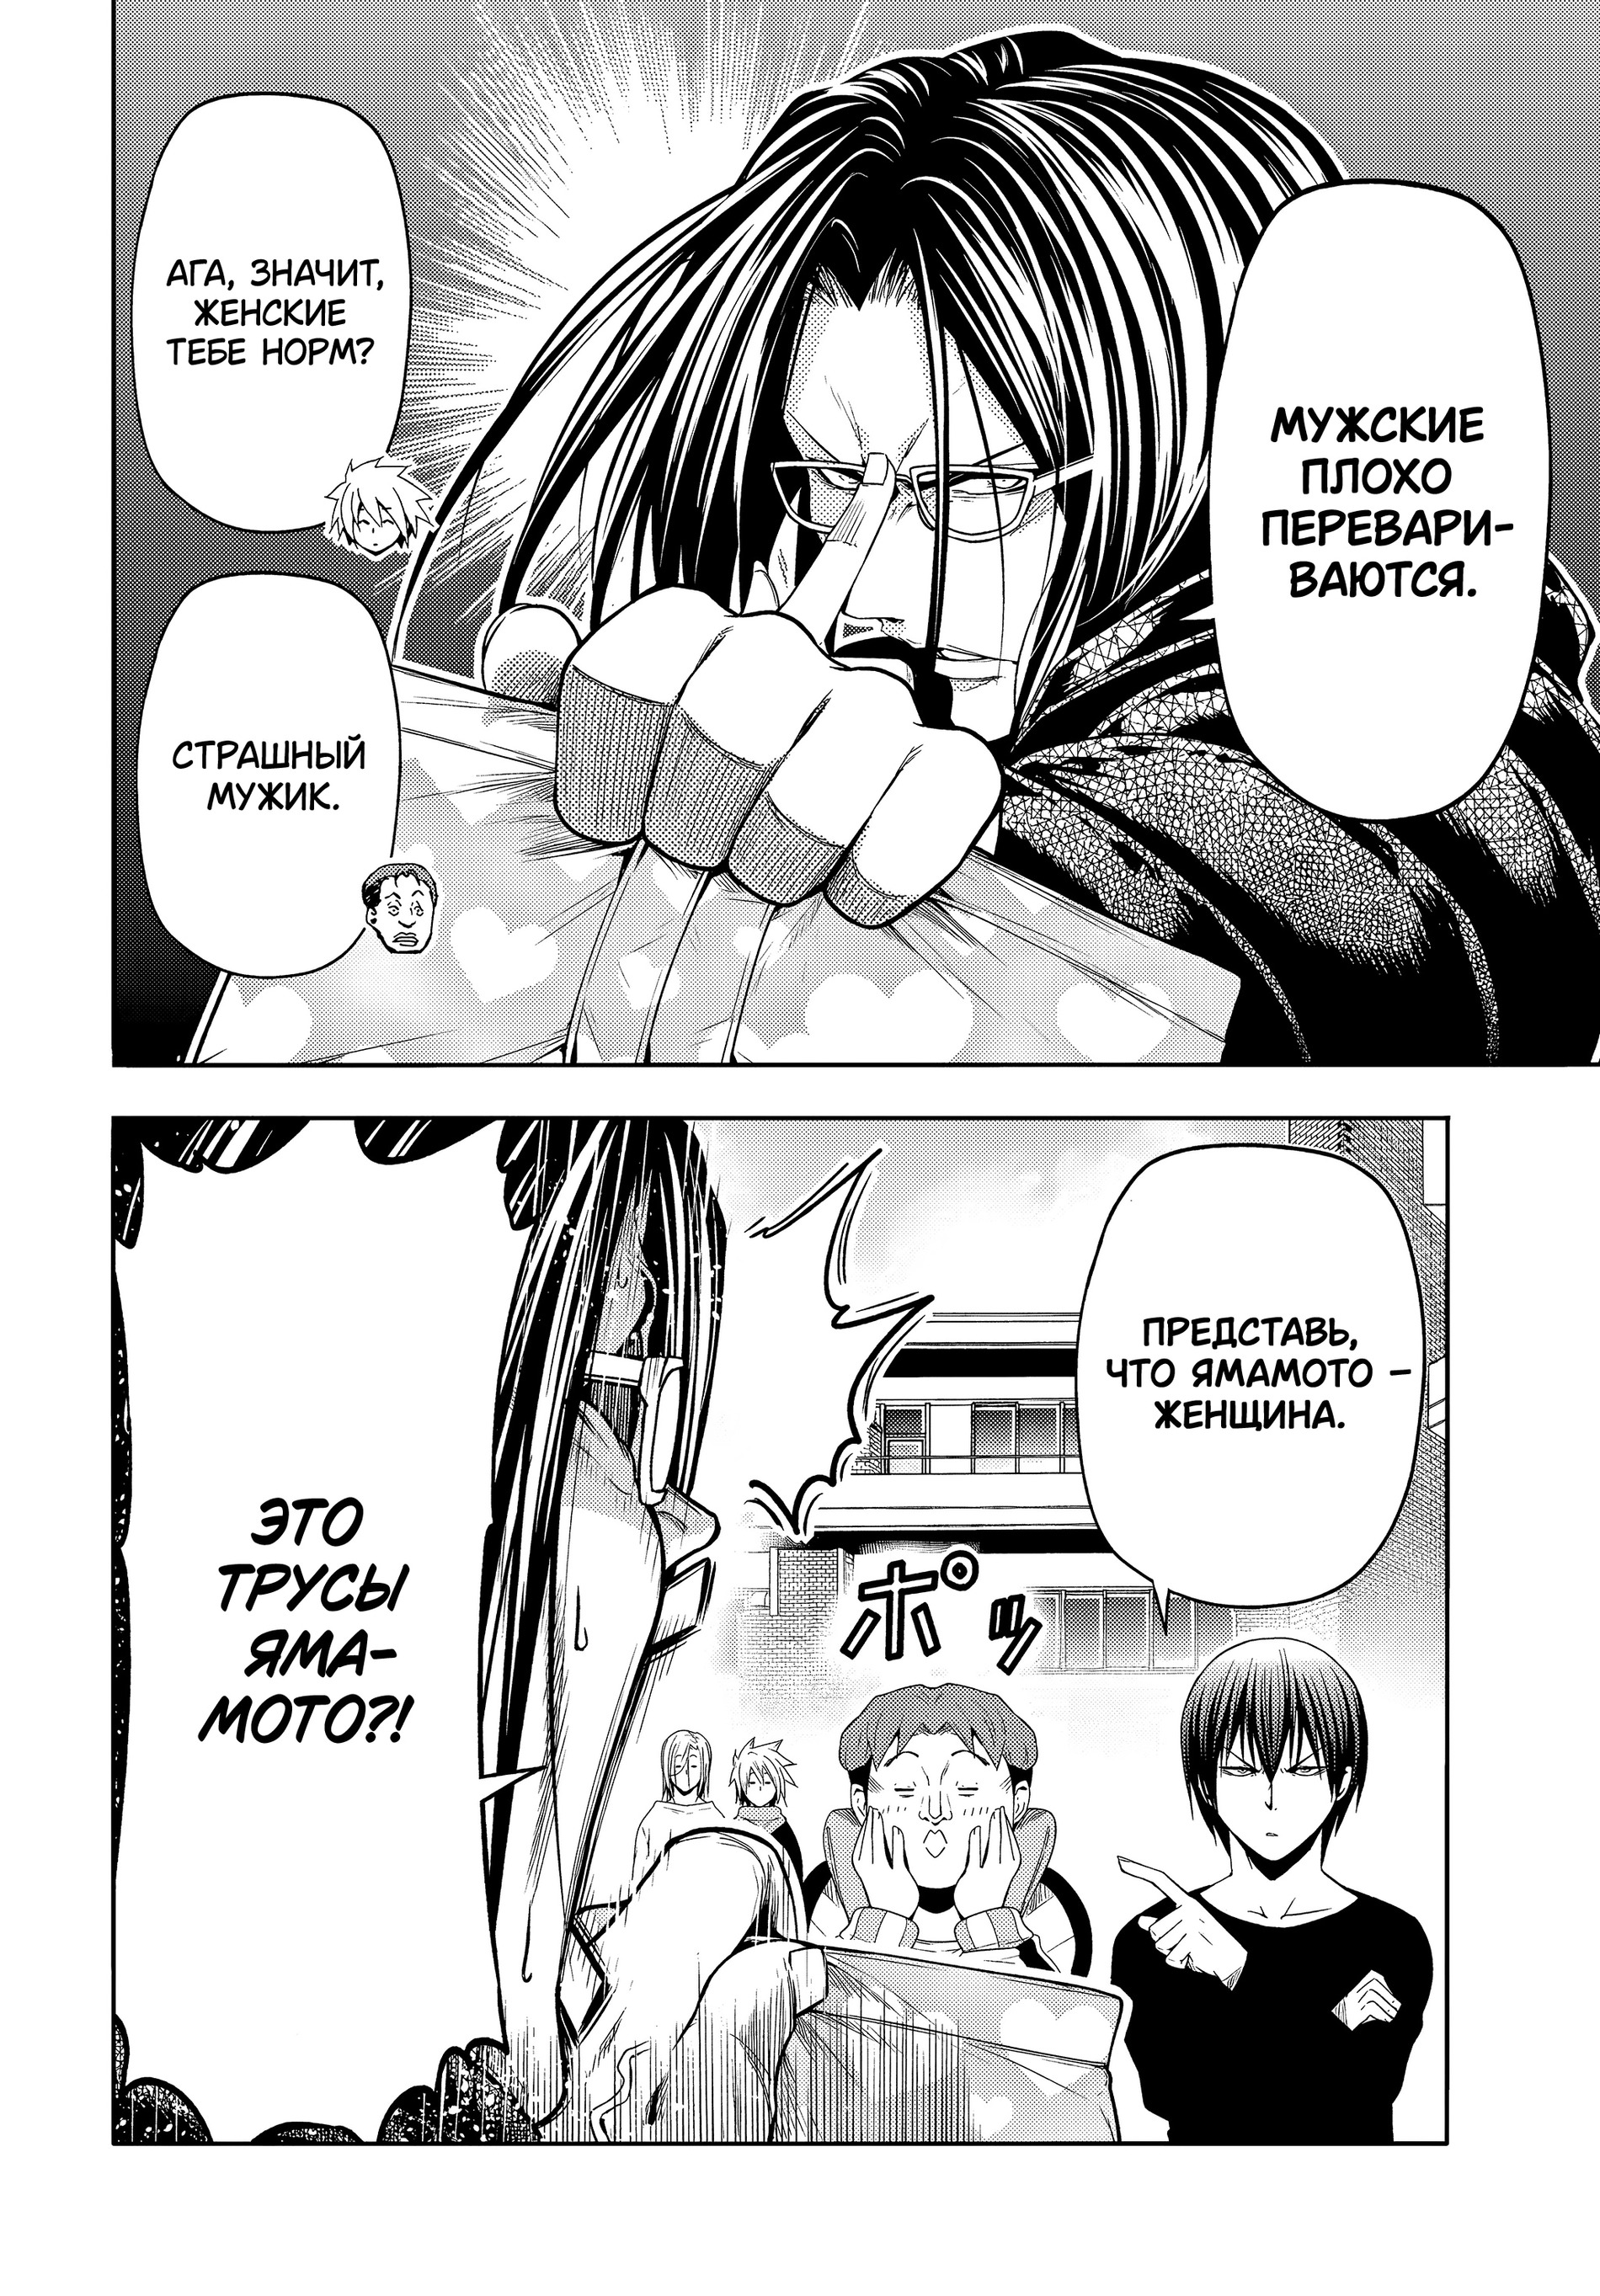 МУЖСКИЕ
ПЛОХО
ПЕРЕВАРИ-
ВАЮТСЯ.
АГА, ЗНАЧИТ,
ЖЕНСКИЕ
ТЕБЕ НОРМ?
СТРАШНЫЙ
МУЖИК.
ПРЕДСТАВЬ,
ЧТО ЯМАМОТО –
ЖЕНЩИНА.
ポッ
ЭТО
ТРУСЫ
ЯМА-
МОТО?!